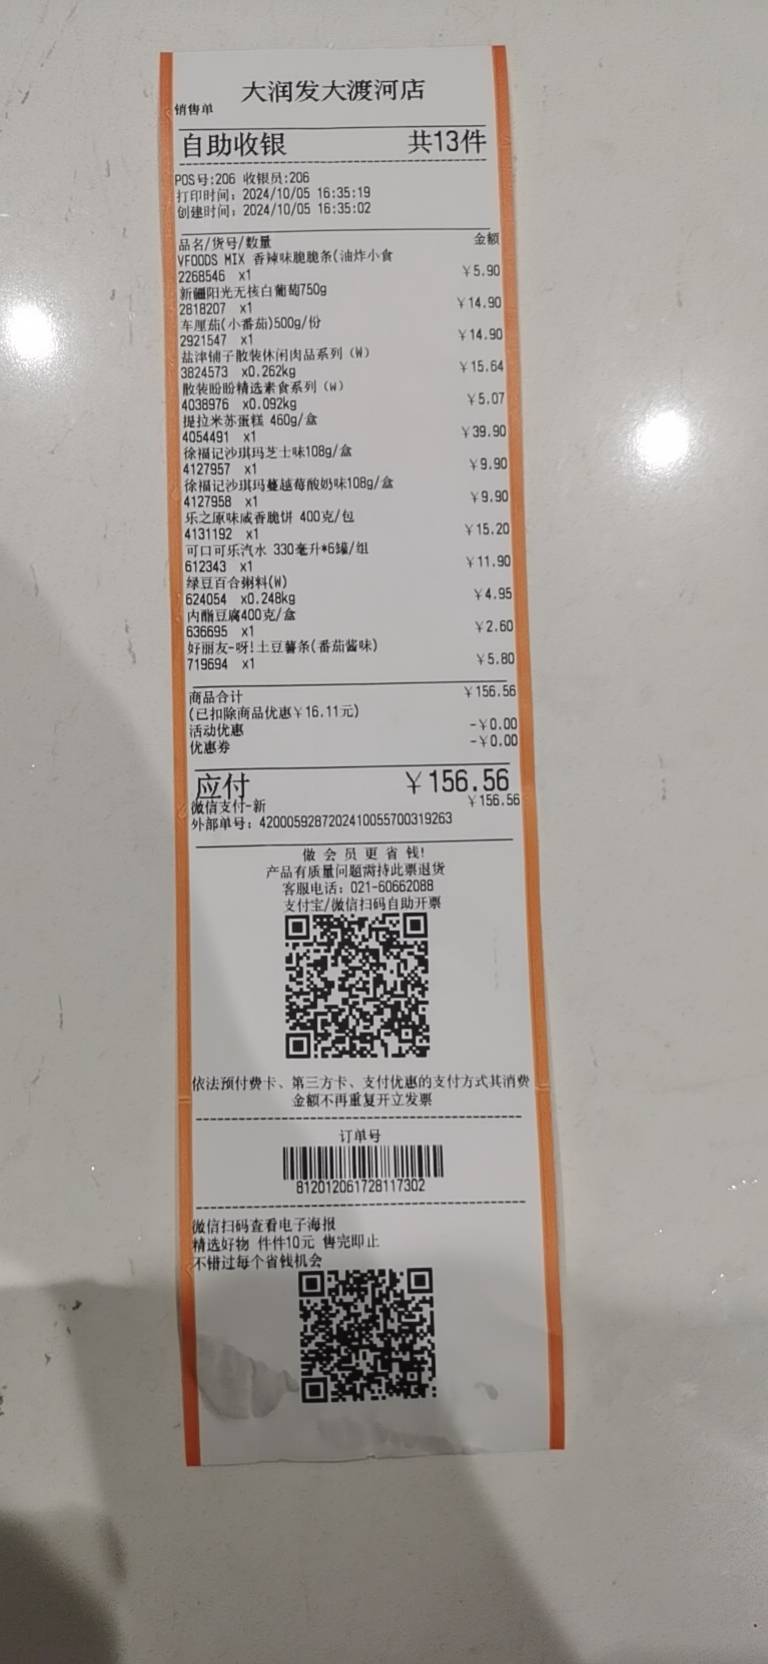 大润发大渡河店
销售单
自助收银 共13件
POS号:206 收银员:206
打印时间: 2024/10/05 16:35:19
创建时间: 2024/10/05 16:35:02
品名/货号/数量 金额
VFOODS MIX 香辣味脆脆条(油炸小食
2268546 x1 ￥5.90
新疆阳光无核白葡萄750g
2818207 x1 ￥14.90
车厘茄(小番茄)500g/份
2921547 x1 ￥14.90
盐津铺子散装休闲肉品系列(W)
3824573 x0.262kg ￥15.64
散装盼盼精选素食系列(W)
4038976 x0.092kg ￥5.07
提拉米苏蛋糕 460g/盒
4054491 x1 ￥39.90
徐福记沙琪玛芝士味108g/盒
4127957 x1 ￥9.90
徐福记沙琪玛蔓越莓酸奶味108g/盒
4127958 x1 ￥9.90
乐之原味咸香脆饼 400克/包
4131192 x1 ￥15.20
可口可乐汽水 330毫升*6罐/组
612343 x1 ￥11.90
绿豆百合粥料(W)
624054 x0.248kg ￥4.95
内酯豆腐400克/盒
636695 x1 ￥2.60
好丽友-呀!土豆薯条(番茄酱味)
719694 x1 ￥5.80
商品合计 ￥156.56
(已扣除商品优惠￥16.11元)
活动优惠 -￥0.00
优惠券 -￥0.00
应付 ￥156.56
微信支付-新 ￥156.56
外部单号: 4200059287202410055700319263
做会员更省钱!
产品有质量问题需持此票退货
客服电话: 021-60662088
支付宝/微信扫码自助开票
依法预付费卡、第三方卡、支付优惠的支付方式其消费
金额不再重复开立发票
订单号
812012061728117302
微信扫码查看电子海报
精选好物 件件10元 售完即止
不错过每个省钱机会